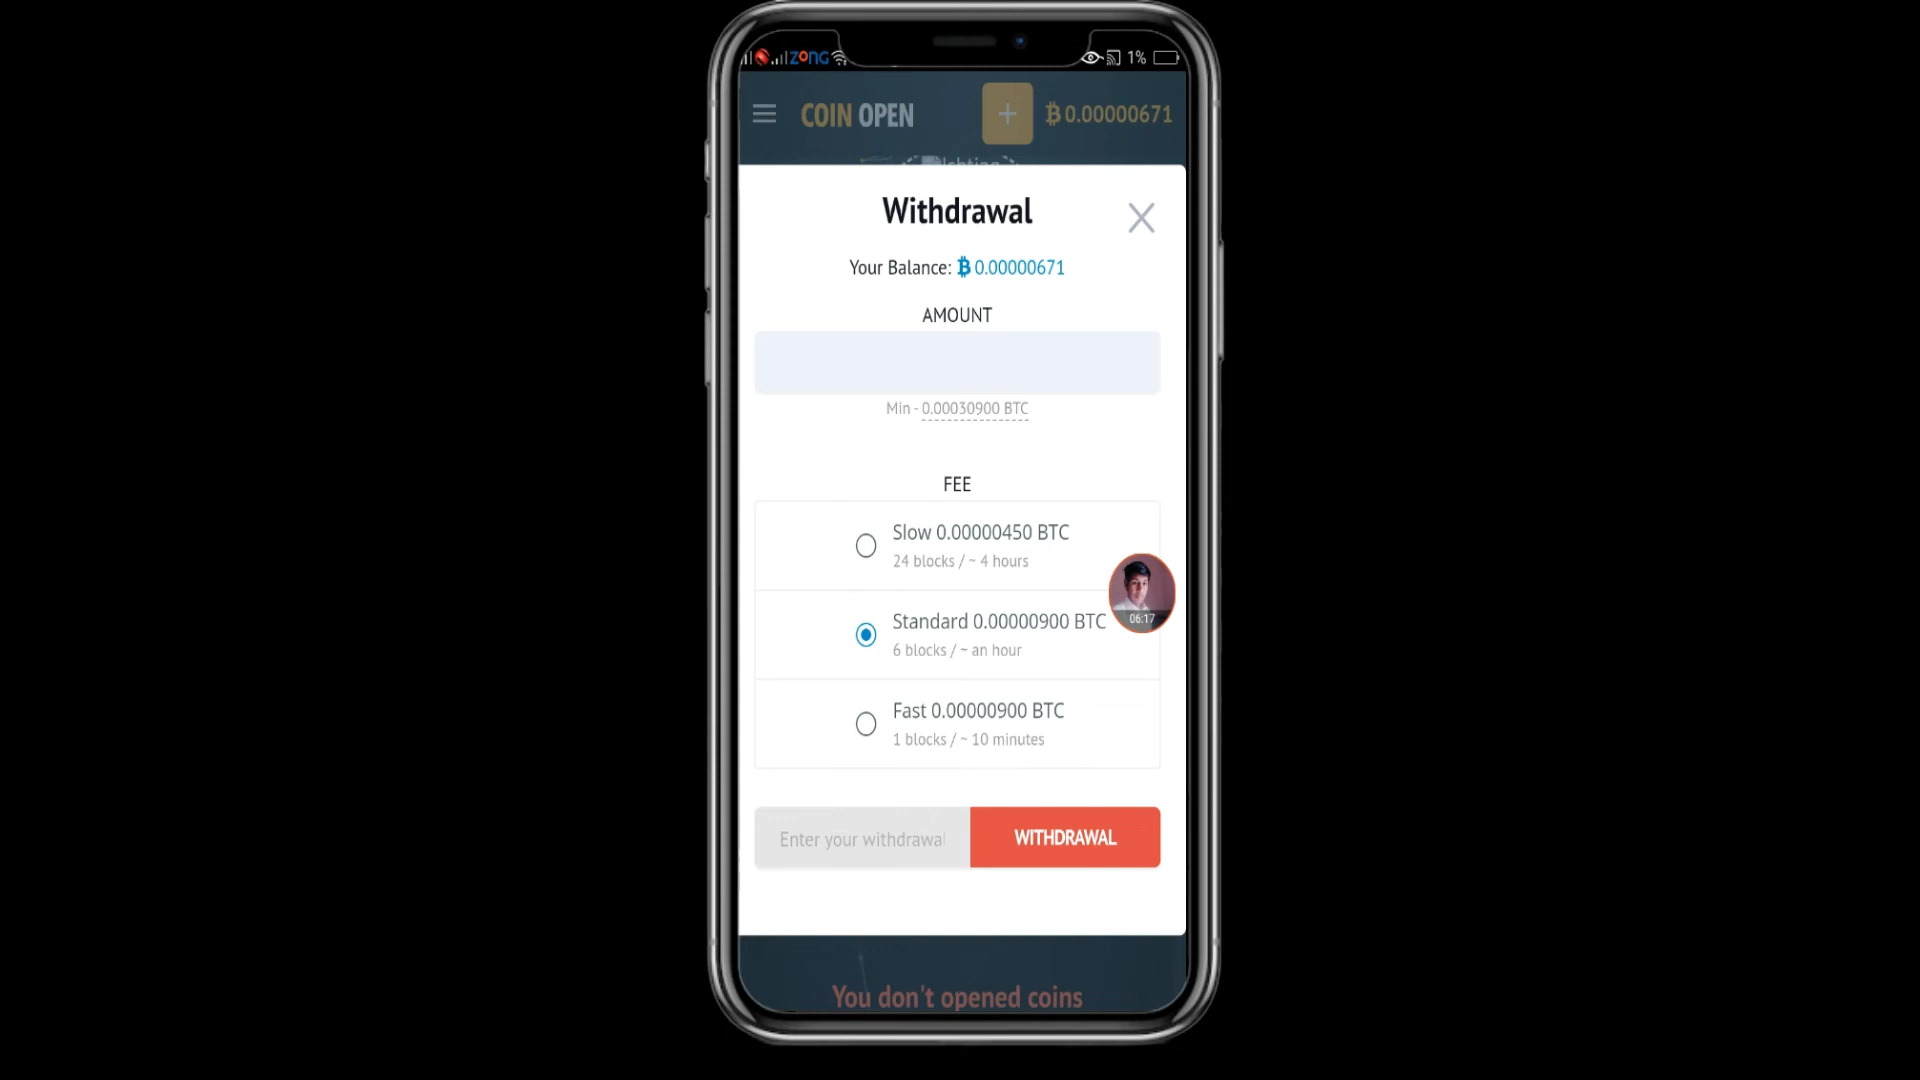 ZONG 1%
COIN OPEN + ₿0.00000671
Withdrawal
Your Balance: ₿0.00000671
AMOUNT
Min - 0.00030900 BTC
FEE
Slow 0.00000450 BTC
24 blocks / ~ 4 hours
Standard 0.00000900 BTC
6 blocks / ~ an hour
06:17
Fast 0.00000900 BTC
1 blocks / ~ 10 minutes
Enter your withdrawal WITHDRAWAL
You don't opened coins